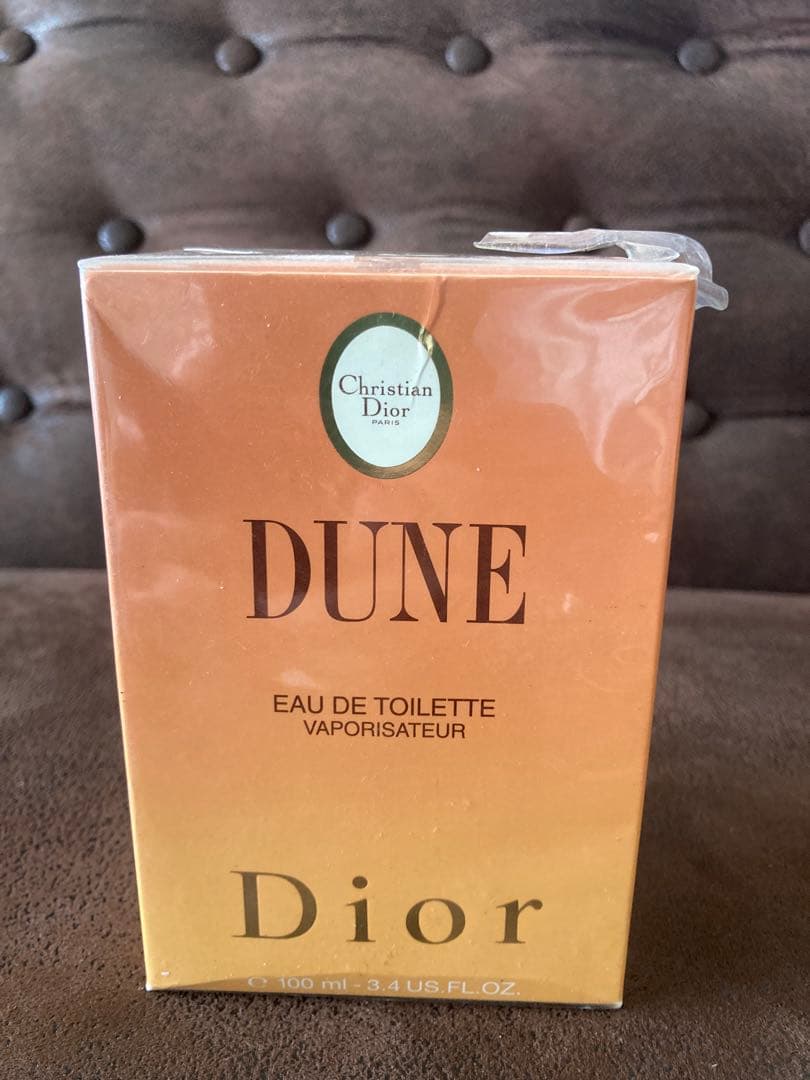 Christian
Dior
PARIS
DUNE
EAU DE TOILETTE
VAPORISATEUR
Dior
℮ 100 ml - 3.4 US.FL.OZ.